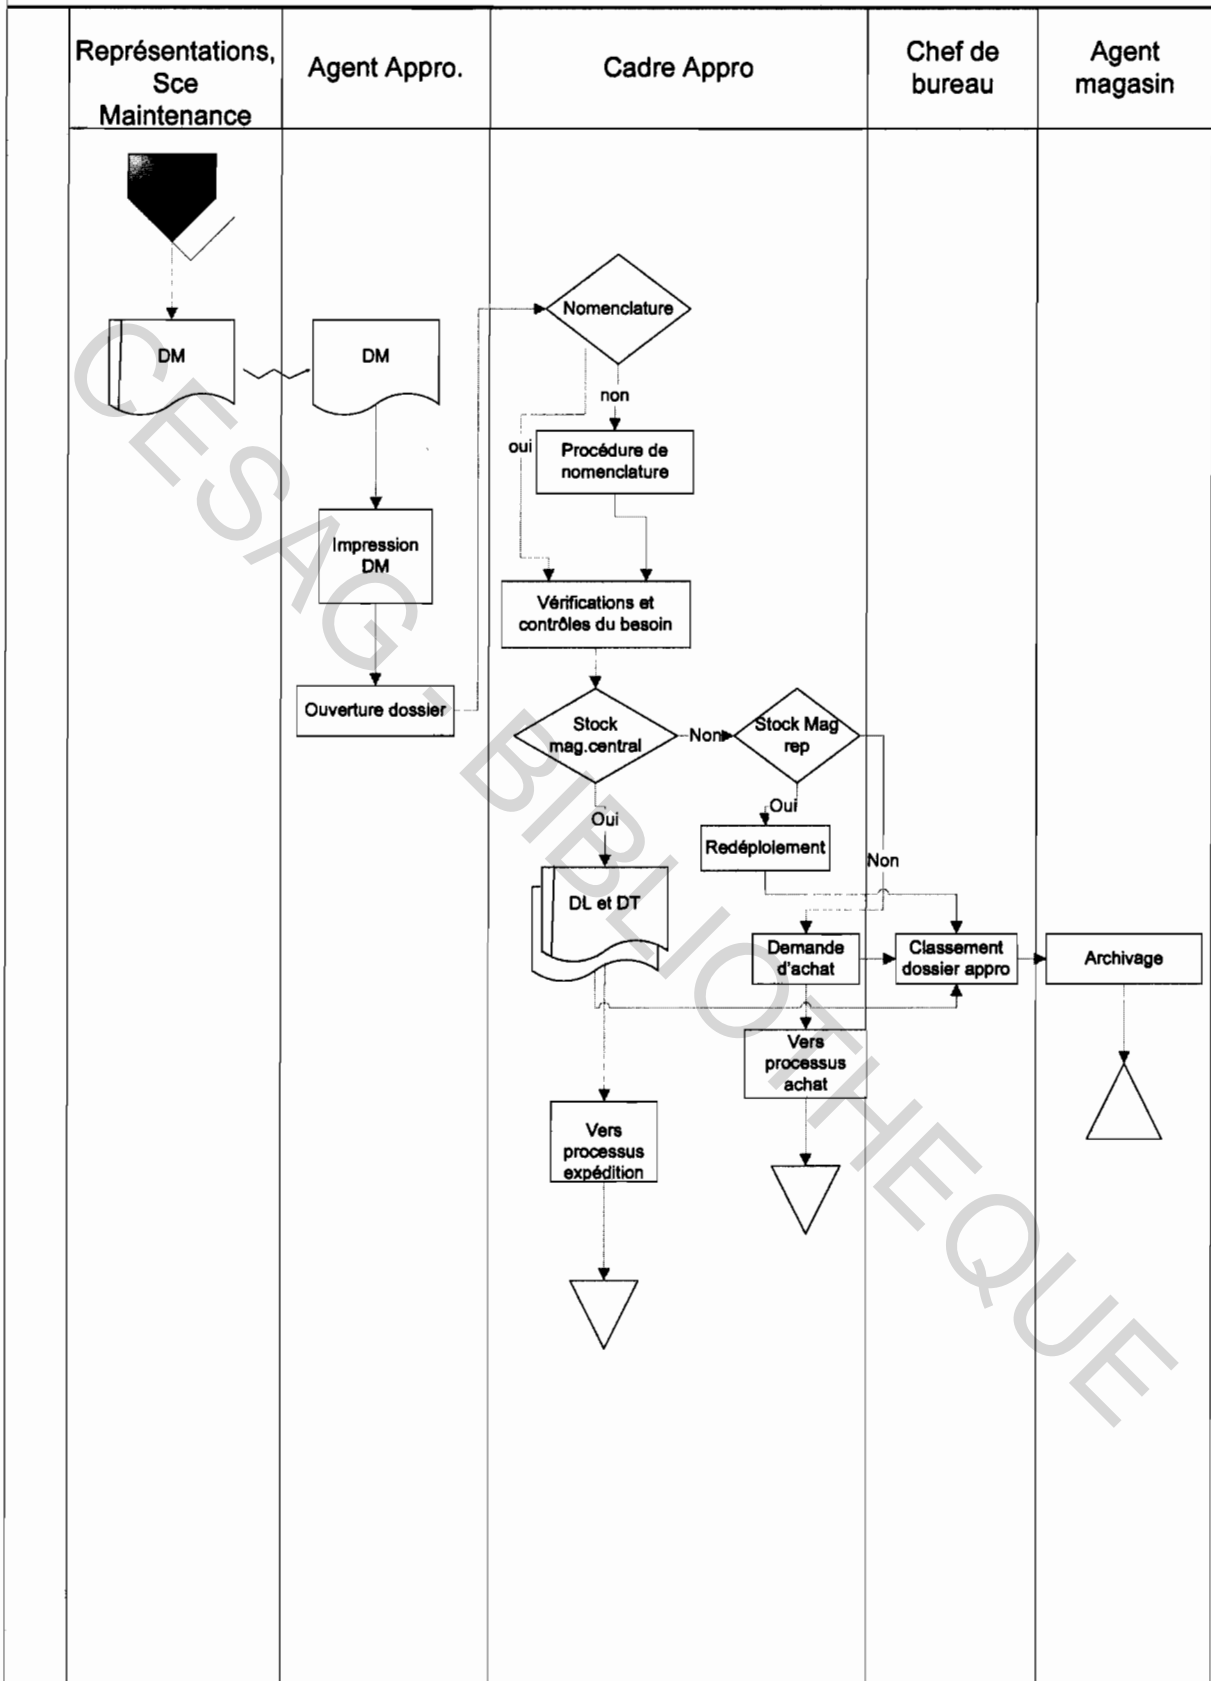 Représentations,
Sce
Maintenance
Agent Appro.
Cadre Appro
Chef de
bureau
Agent
magasin
DM
DM
Nomenclature
non
oui
Procédure de
nomenclature
Impression
DM
Vérifications et
contrôles du besoin
Ouverture dossier
Stock
mag.central
Non
Stock Mag
rep
Oui
Oui
Redéploiement
Non
DL et DT
Demande
d'achat
Classement
dossier appro
Archivage
Vers
processus
achat
Vers
processus
expédition
CESAG - BIBLIOTHEQUE